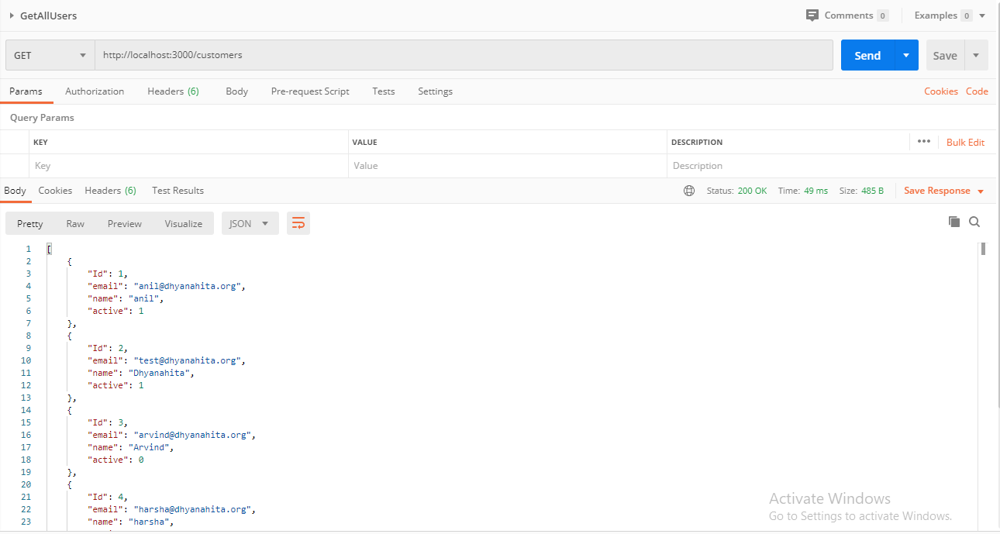 GetAllUsers Comments 0 Examples 0
GET http://localhost:3000/customers Send Save
Params Authorization Headers (6) Body Pre-request Script Tests Settings Cookies Code
Query Params
KEY VALUE DESCRIPTION ••• Bulk Edit
Key Value Description
Body Cookies Headers (6) Test Results Status: 200 OK Time: 49 ms Size: 485 B Save Response
Pretty Raw Preview Visualize JSON
1 [
2 {
3 "Id": 1,
4 "email": "anil@dhyanahita.org",
5 "name": "anil",
6 "active": 1
7 },
8 {
9 "Id": 2,
10 "email": "test@dhyanahita.org",
11 "name": "Dhyanahita",
12 "active": 1
13 },
14 {
15 "Id": 3,
16 "email": "arvind@dhyanahita.org",
17 "name": "Arvind",
18 "active": 0
19 },
20 {
21 "Id": 4,
22 "email": "harsha@dhyanahita.org",
23 "name": "harsha",
Activate Windows
Go to Settings to activate Windows.